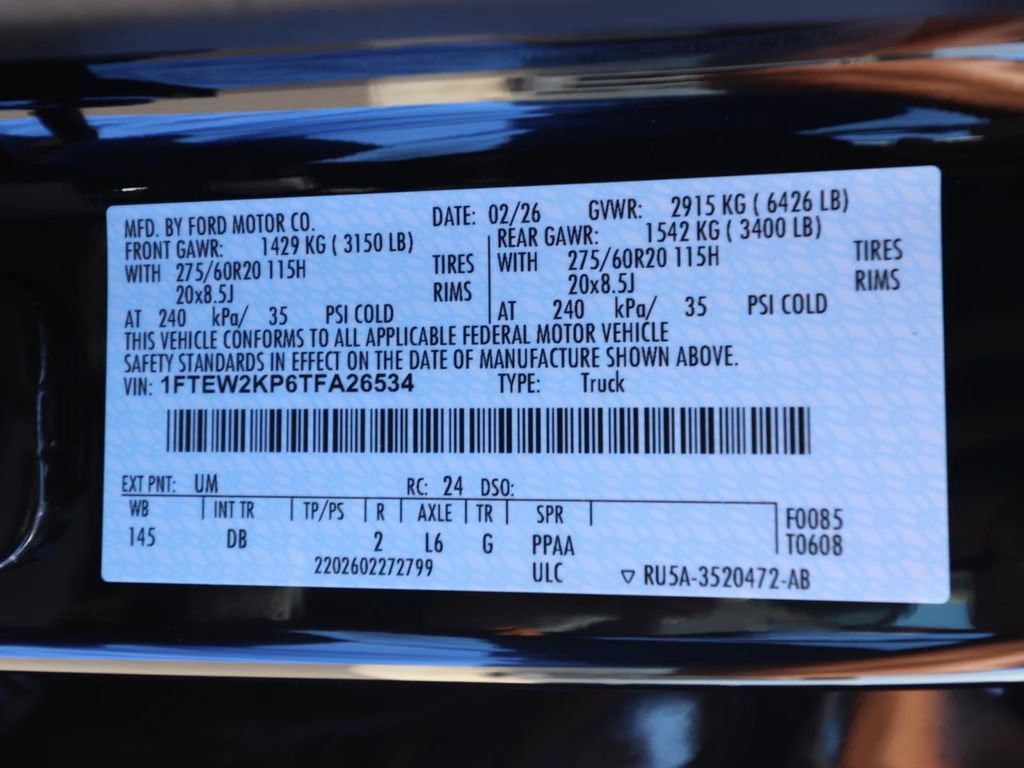 MFD. BY FORD MOTOR CO. DATE: 02/26 GVWR: 2915 KG ( 6426 LB)
FRONT GAWR: 1429 KG ( 3150 LB) REAR GAWR: 1542 KG ( 3400 LB)
WITH 275/60R20 115H TIRES WITH 275/60R20 115H TIRES
20x8.5J RIMS 20x8.5J RIMS
AT 240 kPa/ 35 PSI COLD AT 240 kPa/ 35 PSI COLD
THIS VEHICLE CONFORMS TO ALL APPLICABLE FEDERAL MOTOR VEHICLE
SAFETY STANDARDS IN EFFECT ON THE DATE OF MANUFACTURE SHOWN ABOVE.
VIN: 1FTEW2KP6TFA26534 TYPE: Truck
EXT PNT: UM RC: 24 DSO:
WB INT TR TP/PS R AXLE TR SPR F0085
145 DB 2 L6 G PPAA T0608
2202602272799 ULC ▽ RU5A-3520472-AB